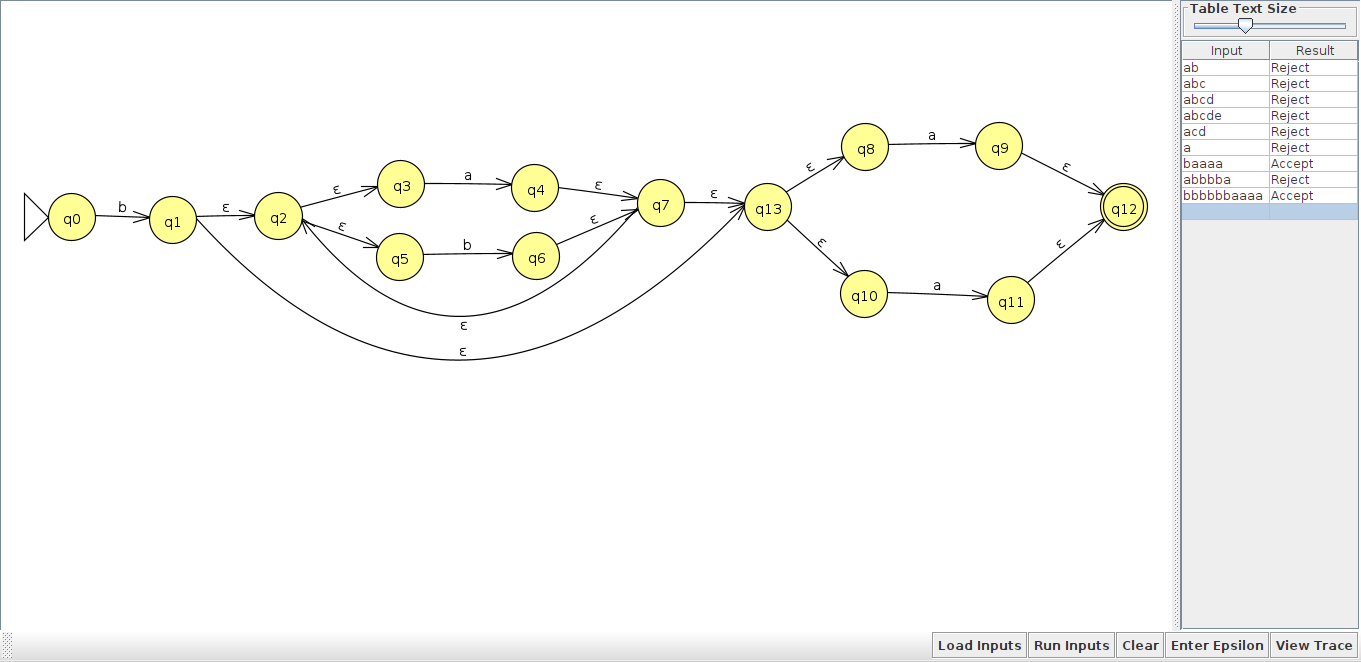 Table Text Size
Input Result
ab Reject
abc Reject
abcd Reject
abcde Reject
acd Reject
a Reject
baaaa Accept
abbbba Reject
bbbbbbaaaa Accept
q0 b q1 ε q2 ε q3 a q4 ε q7 ε q13 ε q8 a q9 ε q12
ε q5 b q6 ε
ε q10 a q11 ε
ε
ε
Load Inputs Run Inputs Clear Enter Epsilon View Trace